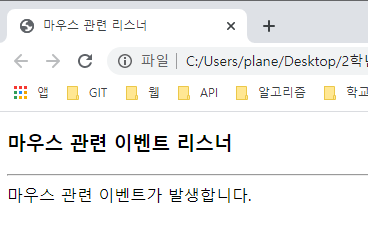 마우스 관련 리스너
파일 C:/Users/plane/Desktop/2학년
앱 GIT 웹 API 알고리즘 학교
마우스 관련 이벤트 리스너
마우스 관련 이벤트가 발생합니다.